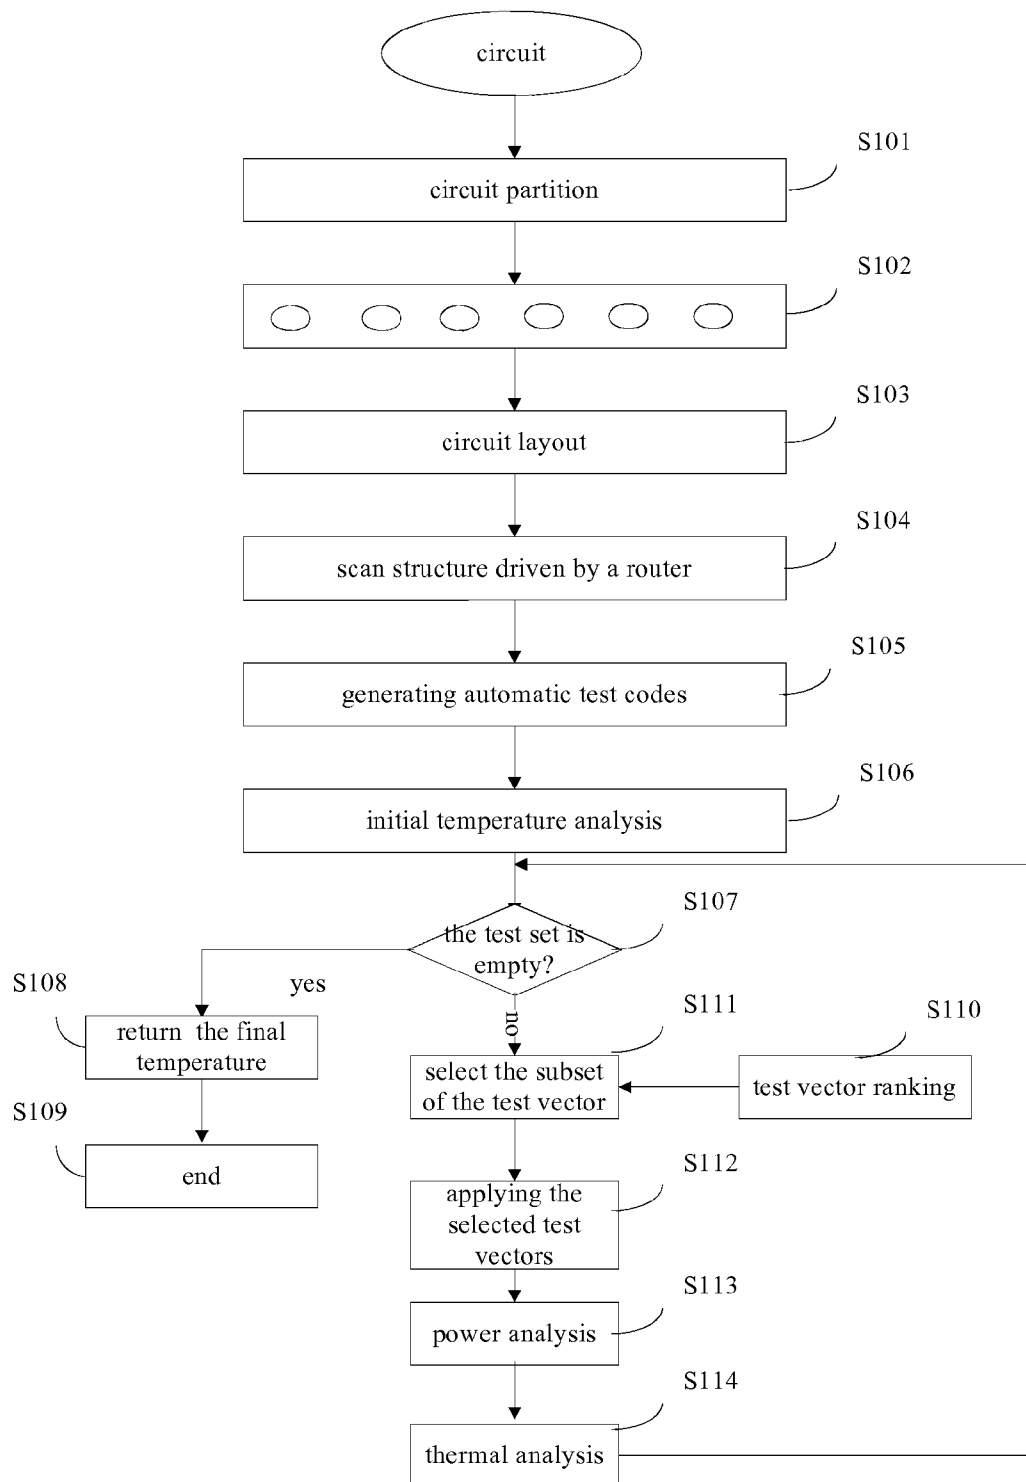 circuit
S101
circuit partition
S102
S103
circuit layout
S104
scan structure driven by a router
S105
generating automatic test codes
S106
initial temperature analysis
S107
the test set is
empty?
yes
no
S108
return the final
temperature
S109
end
S111
select the subset
of the test vector
S110
test vector ranking
S112
applying the
selected test
vectors
S113
power analysis
S114
thermal analysis